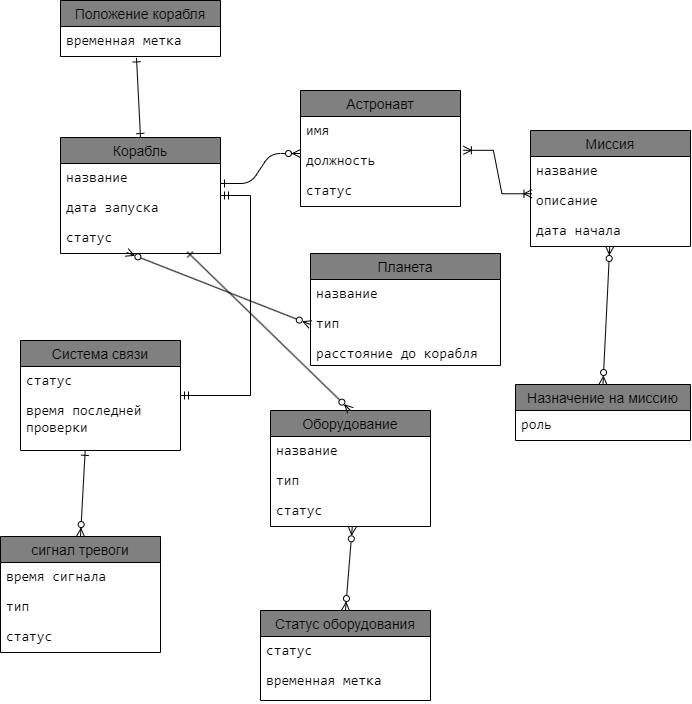 Положение корабля
временная метка
Корабль
название
дата запуска
статус
Астронавт
имя
должность
статус
Миссия
название
описание
дата начала
Планета
название
тип
расстояние до корабля
Система связи
статус
время последней
проверки
Назначение на миссию
роль
Оборудование
название
тип
статус
сигнал тревоги
время сигнала
тип
статус
Статус оборудования
статус
временная метка